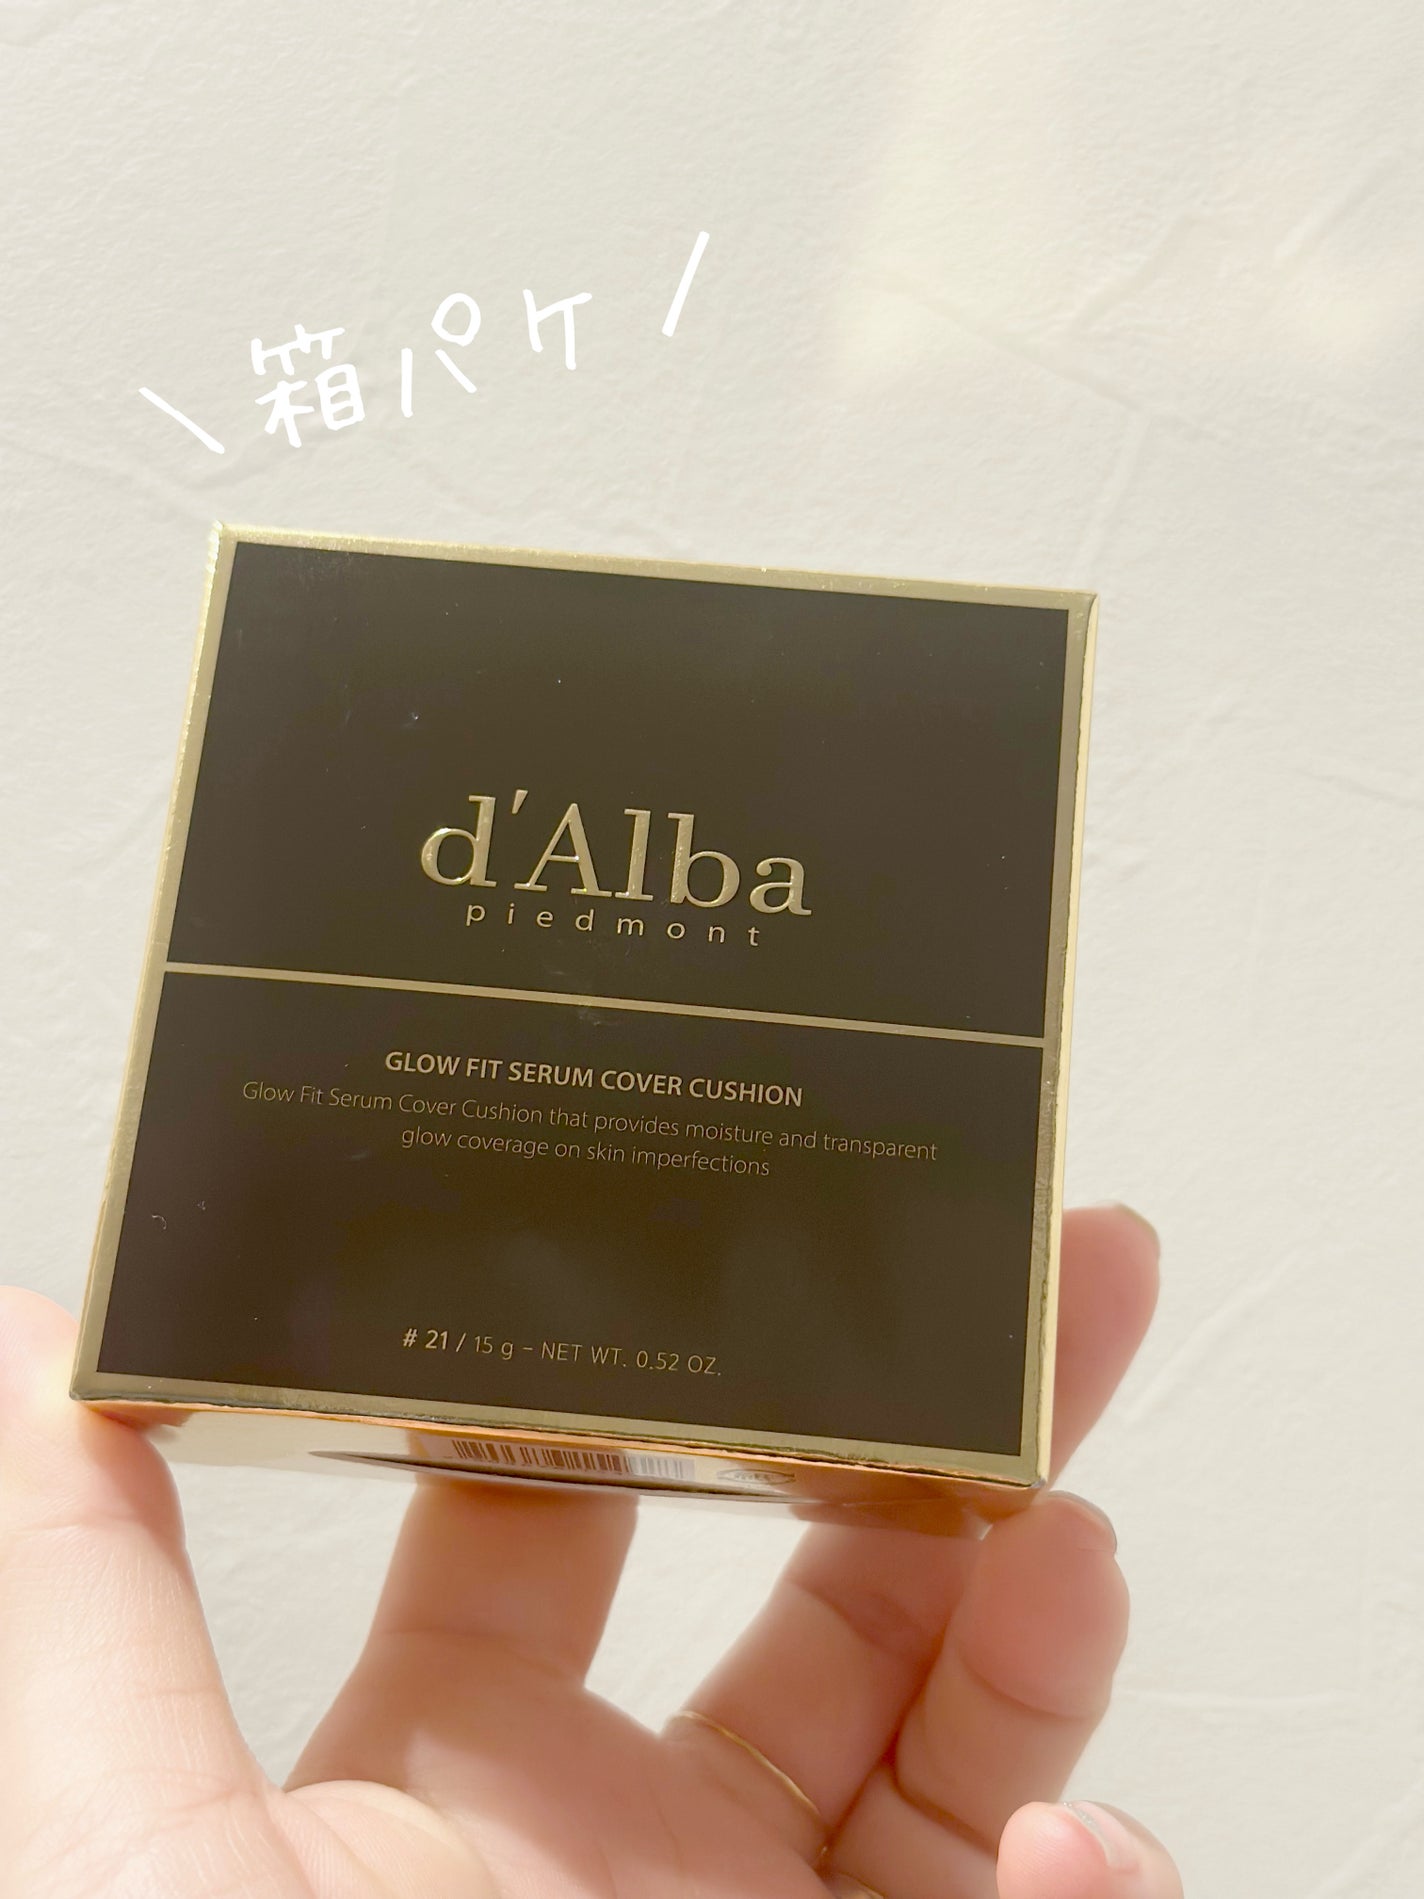 \ 箱パケ /
d'Alba
piedmont
GLOW FIT SERUM COVER CUSHION
Glow Fit Serum Cover Cushion that provides moisture and transparent
glow coverage on skin imperfections
# 21 / 15 g – NET WT. 0.52 OZ.